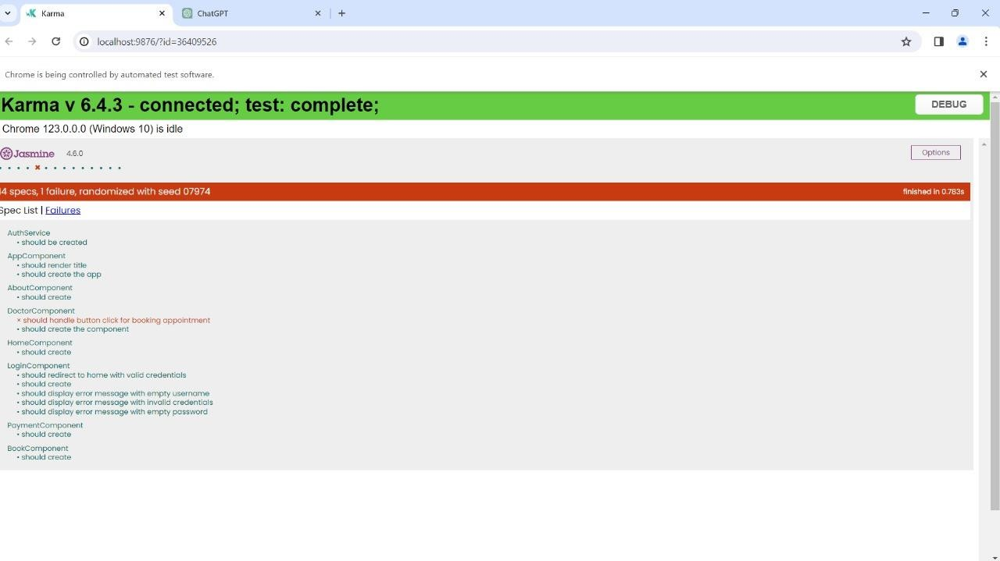 Karma
ChatGPT
localhost:9876/?id=36409526
Chrome is being controlled by automated test software.
Karma v 6.4.3 - connected; test: complete;
DEBUG
Chrome 123.0.0.0 (Windows 10) is idle
Jasmine 4.6.0
Options
14 specs, 1 failure, randomized with seed 07974
finished in 0.783s
Spec List | Failures
AuthService
• should be created
AppComponent
• should render title
• should create the app
AboutComponent
• should create
DoctorComponent
× should handle button click for booking appointment
• should create the component
HomeComponent
• should create
LoginComponent
• should redirect to home with valid credentials
• should create
• should display error message with empty username
• should display error message with invalid credentials
• should display error message with empty password
PaymentComponent
• should create
BookComponent
• should create